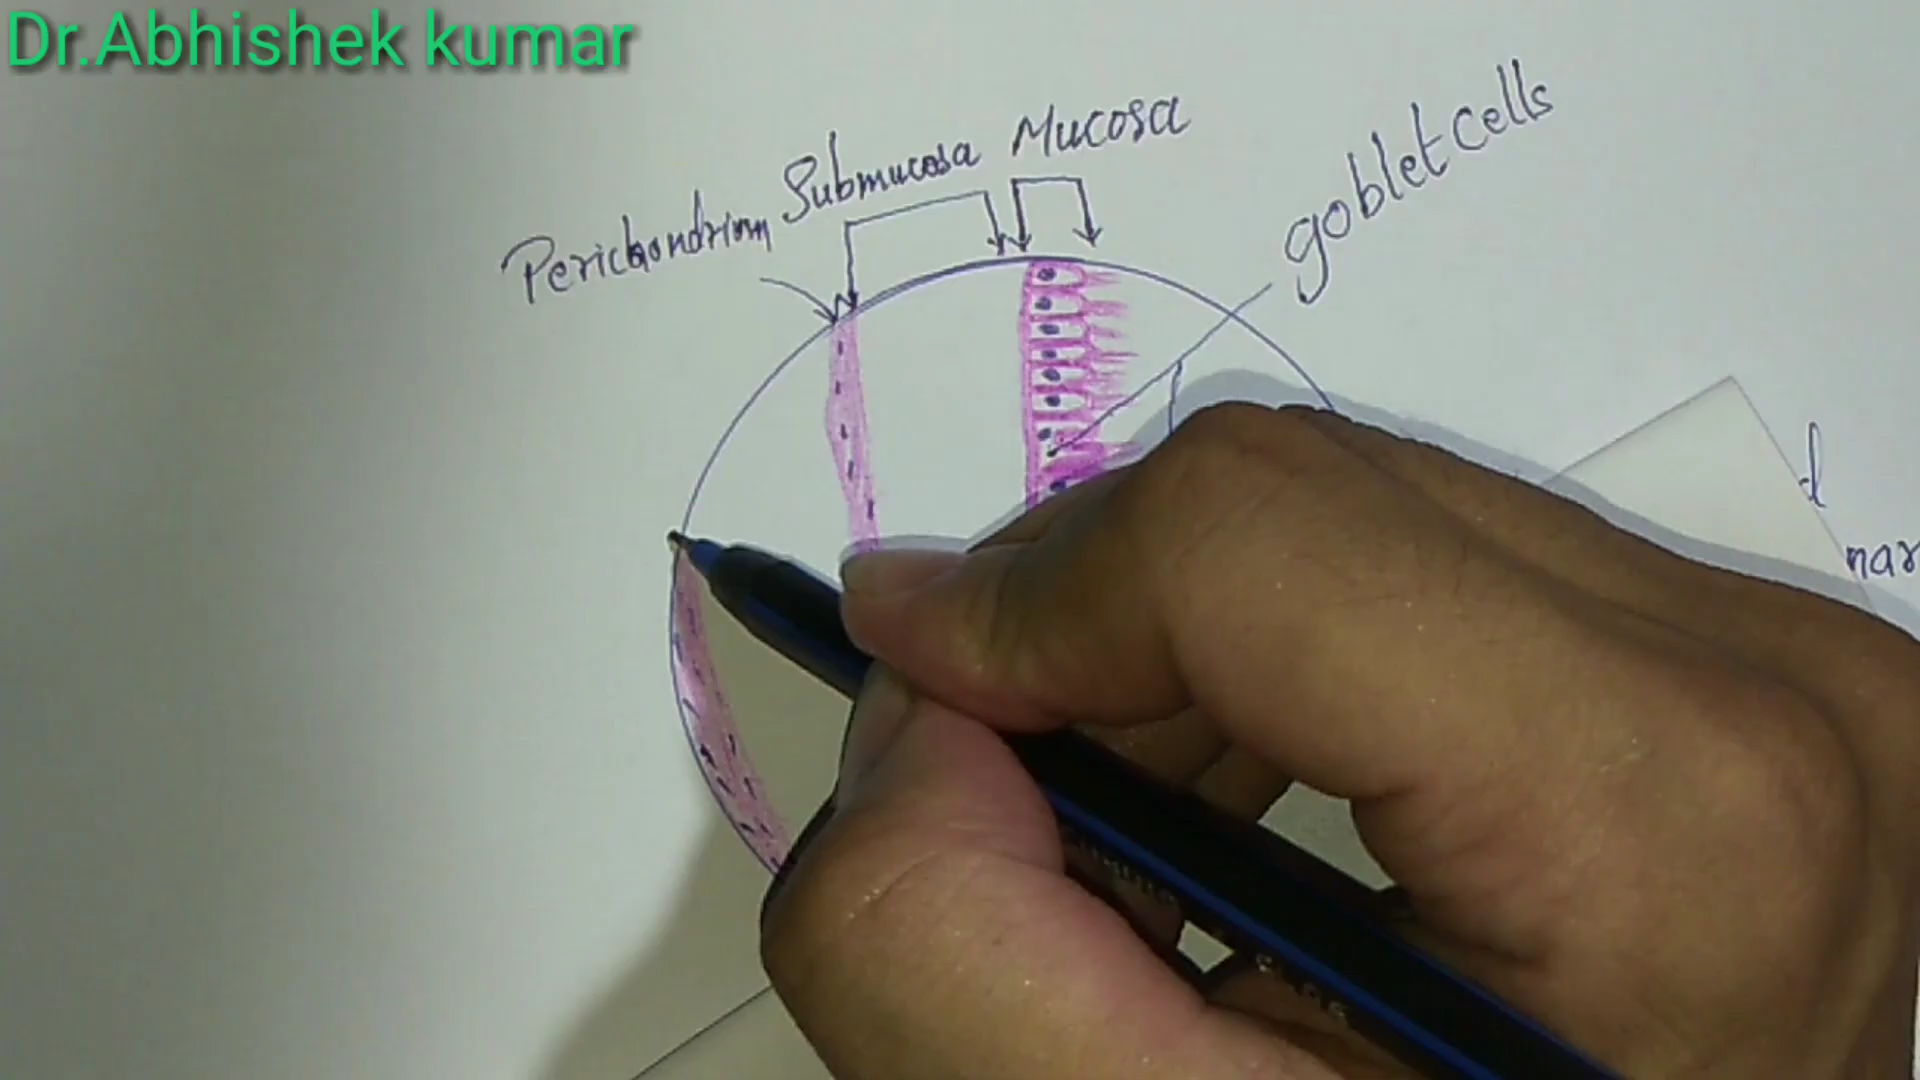 Dr.Abhishek kumar
Mucosa
Submucosa
Perichondrium
goblet cells